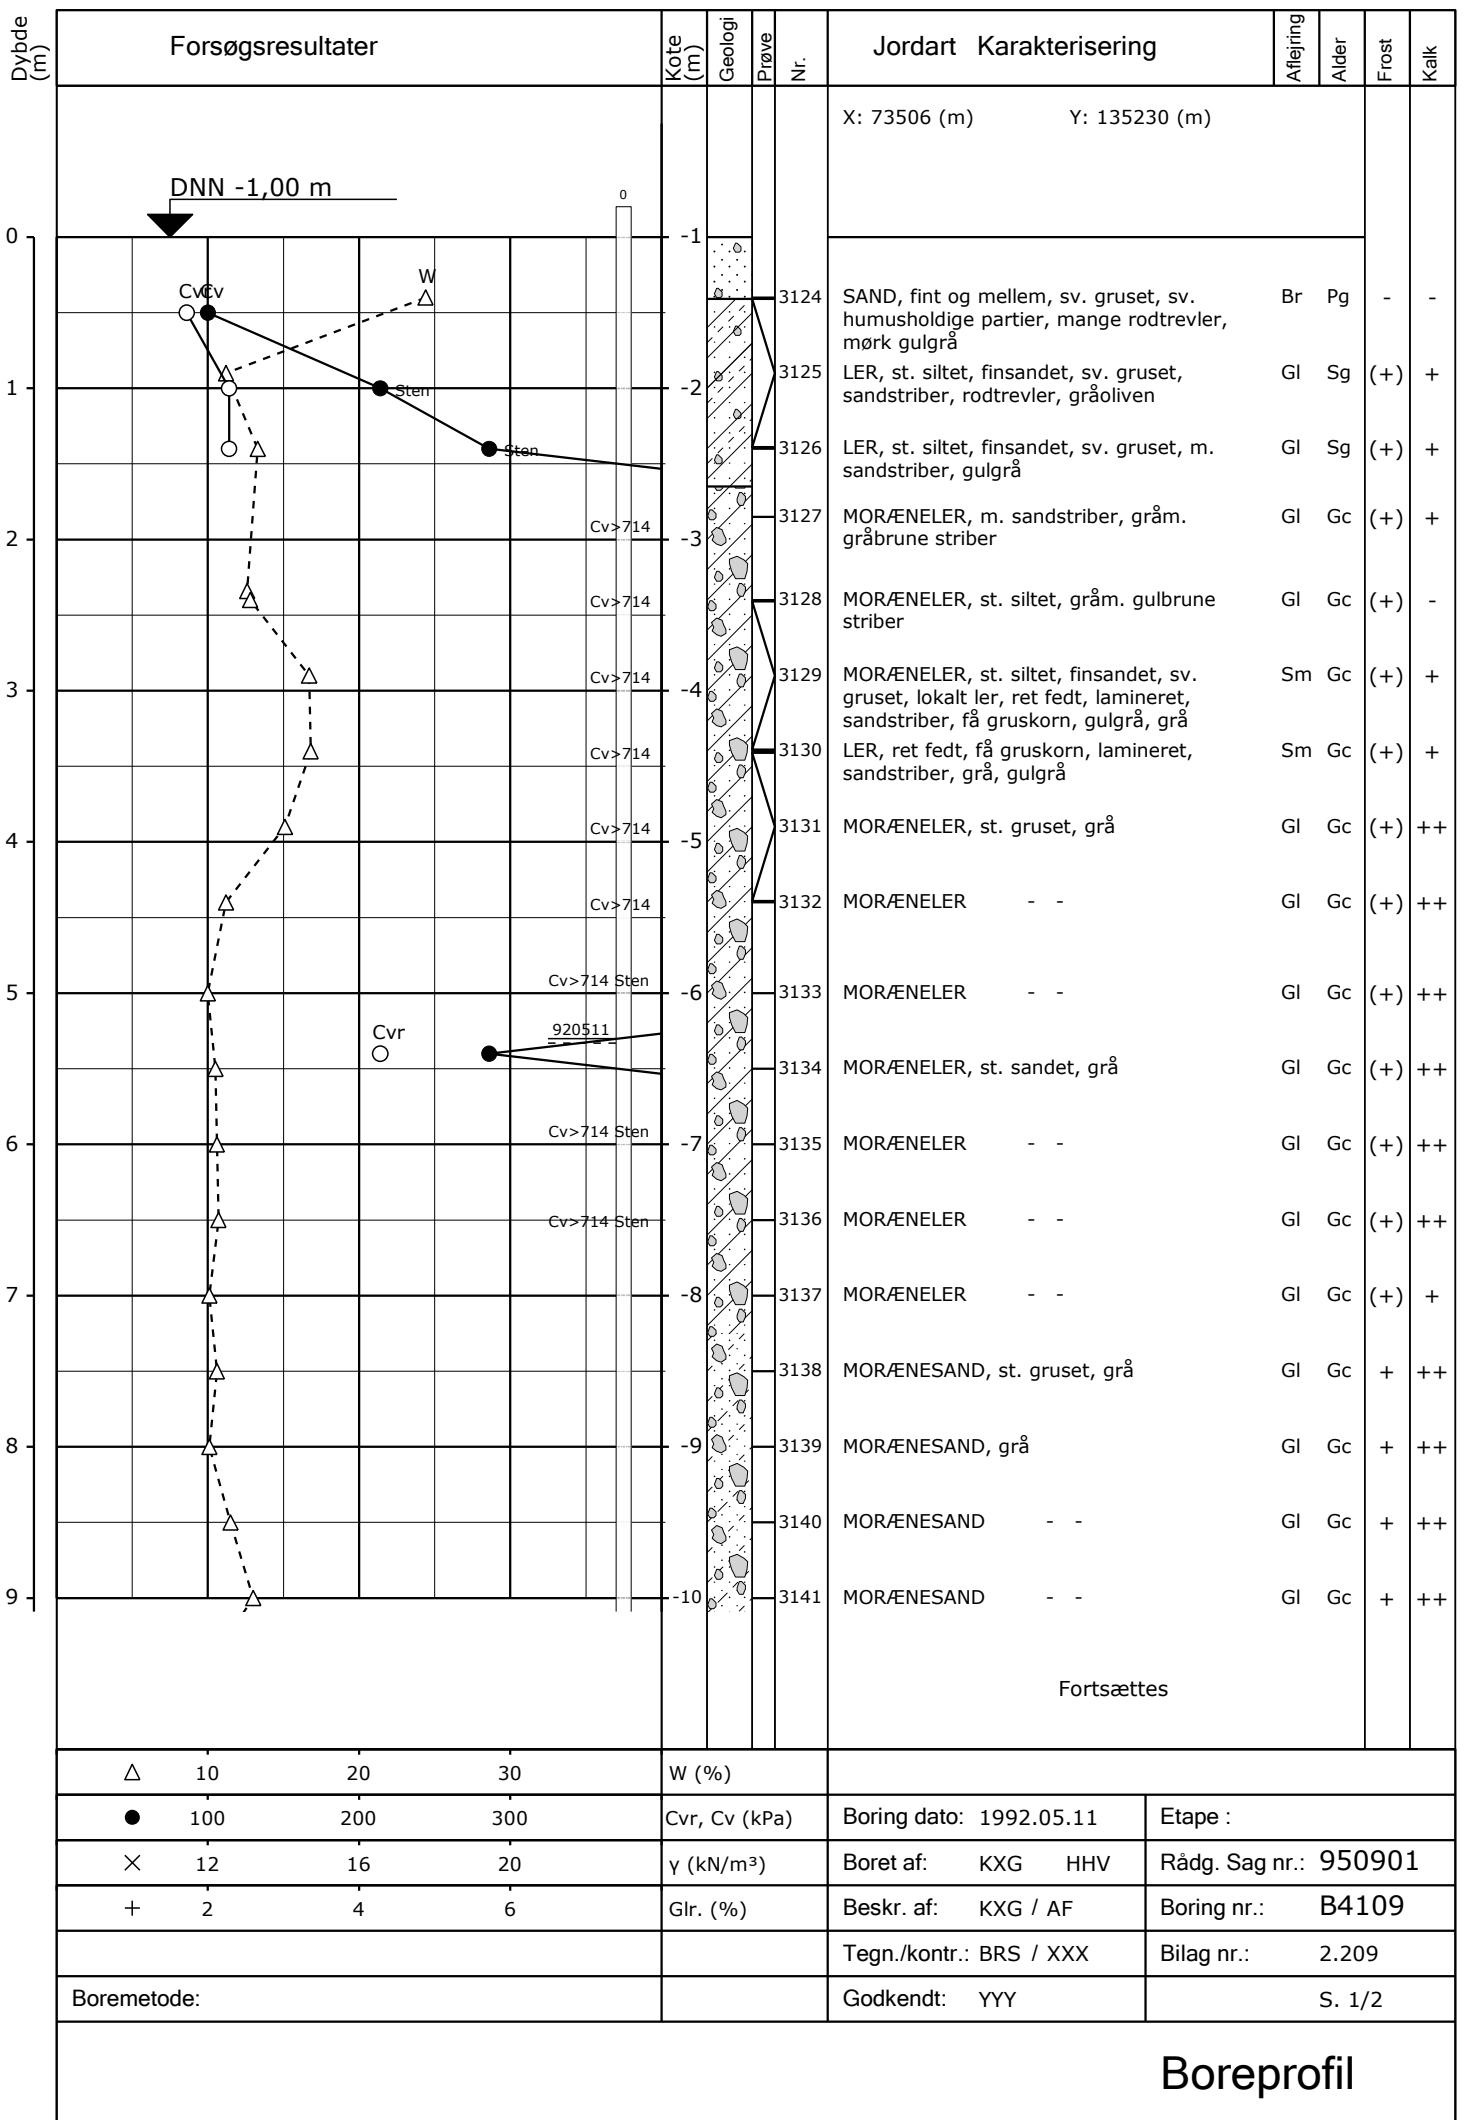 Dybde (m)
Forsøgsresultater
Kote (m)
Geologi
Prøve
Nr.
Jordart Karakterisering
Aflejring
Alder
Frost
Kalk
X: 73506 (m) Y: 135230 (m)
DNN -1,00 m
0
0 -1
W
Cvr Cv
3124 SAND, fint og mellem, sv. gruset, sv. Br Pg - -
humusholdige partier, mange rodtrevler,
mørk gulgrå
3125 LER, st. siltet, finsandet, sv. gruset, Gl Sg (+) +
sandstriber, rodtrevler, gråoliven
1 Sten -2
Sten 3126 LER, st. siltet, finsandet, sv. gruset, m. Gl Sg (+) +
sandstriber, gulgrå
Cv>714 3127 MORÆNELER, m. sandstriber, gråm. Gl Gc (+) +
gråbrune striber
2 -3
Cv>714 3128 MORÆNELER, st. siltet, gråm. gulbrune Gl Gc (+) -
striber
Cv>714 3129 MORÆNELER, st. siltet, finsandet, sv. Sm Gc (+) +
gruset, lokalt ler, ret fedt, lamineret,
sandstriber, få gruskorn, gulgrå, grå
3 -4
Cv>714 3130 LER, ret fedt, få gruskorn, lamineret, Sm Gc (+) +
sandstriber, grå, gulgrå
Cv>714 3131 MORÆNELER, st. gruset, grå Gl Gc (+) ++
4 -5
Cv>714 3132 MORÆNELER - - Gl Gc (+) ++
Cv>714 Sten
5 -6 3133 MORÆNELER - - Gl Gc (+) ++
Cvr 920511
3134 MORÆNELER, st. sandet, grå Gl Gc (+) ++
Cv>714 Sten
6 -7 3135 MORÆNELER - - Gl Gc (+) ++
Cv>714 Sten 3136 MORÆNELER - - Gl Gc (+) ++
7 -8 3137 MORÆNELER - - Gl Gc (+) +
3138 MORÆNESAND, st. gruset, grå Gl Gc + ++
8 -9 3139 MORÆNESAND, grå Gl Gc + ++
3140 MORÆNESAND - - Gl Gc + ++
9 -10 3141 MORÆNESAND - - Gl Gc + ++
Fortsættes
10 20 30 W (%)
100 200 300 Cvr, Cv (kPa) Boring dato: 1992.05.11 Etape :
12 16 20 γ (kN/m³) Boret af: KXG HHV Rådg. Sag nr.: 950901
+ 2 4 6 Glr. (%) Beskr. af: KXG / AF Boring nr.: B4109
Tegn./kontr.: BRS / XXX Bilag nr.: 2.209
Boremetode: Godkendt: YYY S. 1/2
Boreprofil